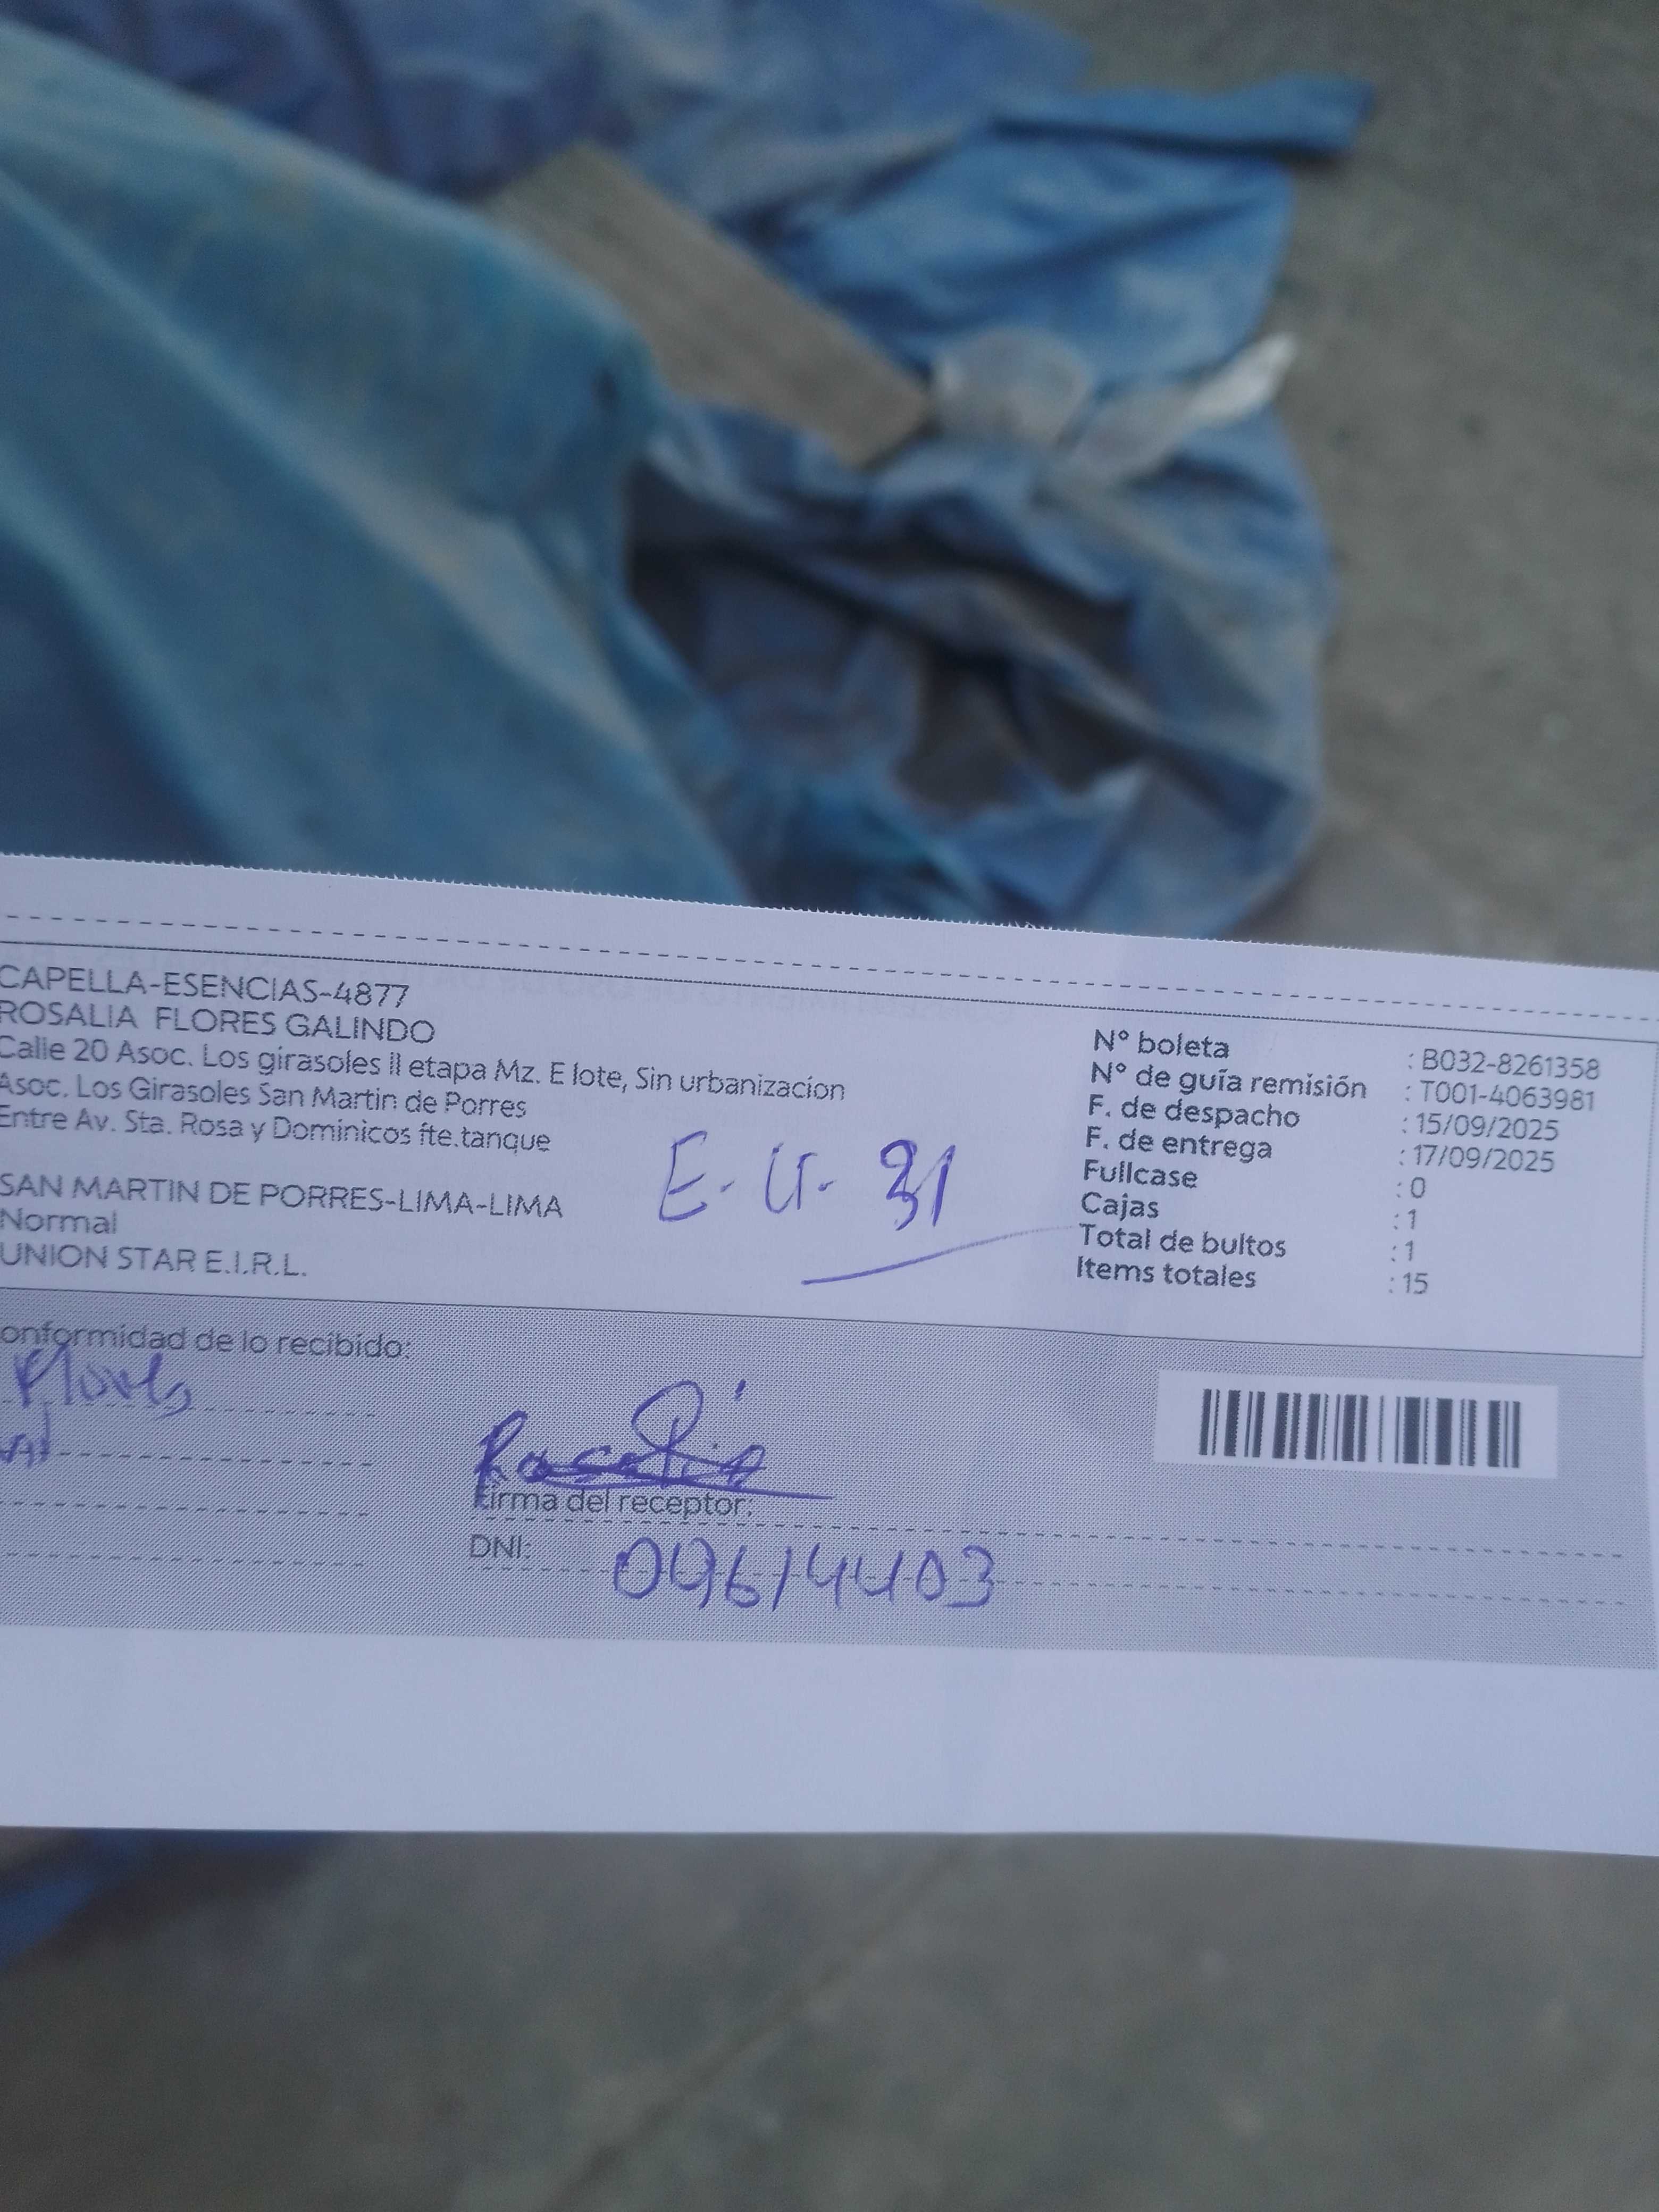 CAPELLA-ESENCIAS-4877
ROSALIA FLORES GALINDO
Calle 20 Asoc. Los girasoles II etapa Mz. E lote, Sin urbanizacion
Asoc. Los Girasoles San Martin de Porres
Entre Av. Sta. Rosa y Dominicos fte.tanque
SAN MARTIN DE PORRES-LIMA-LIMA
Normal
UNION STAR E.I.R.L.
E- - 31
N° boleta : B032-8261358
N° de guía remisión : T001-4063981
F. de despacho : 15/09/2025
F. de entrega : 17/09/2025
Fullcase : 0
Cajas : 1
Total de bultos : 1
Items totales : 15
onformidad de lo recibido:
Flores
Rosalia
Firma del receptor:
DNI: 09614403